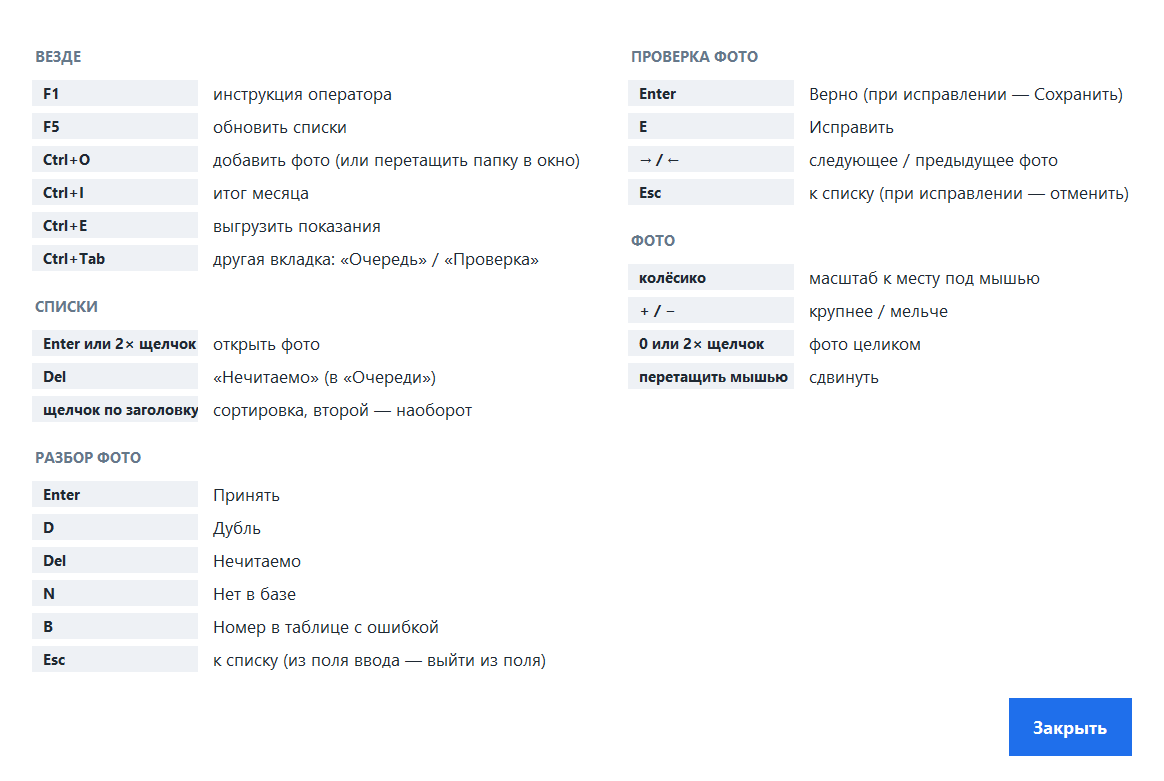 ВЕЗДЕ
F1 инструкция оператора
F5 обновить списки
Ctrl+O добавить фото (или перетащить папку в окно)
Ctrl+I итог месяца
Ctrl+E выгрузить показания
Ctrl+Tab другая вкладка: «Очередь» / «Проверка»
СПИСКИ
Enter или 2× щелчок открыть фото
Del «Нечитаемо» (в «Очереди»)
щелчок по заголовку сортировка, второй — наоборот
РАЗБОР ФОТО
Enter Принять
D Дубль
Del Нечитаемо
N Нет в базе
B Номер в таблице с ошибкой
Esc к списку (из поля ввода — выйти из поля)
ПРОВЕРКА ФОТО
Enter Верно (при исправлении — Сохранить)
E Исправить
→ / ← следующее / предыдущее фото
Esc к списку (при исправлении — отменить)
ФОТО
колёсико масштаб к месту под мышью
+ / − крупнее / мельче
0 или 2× щелчок фото целиком
перетащить мышью сдвинуть
Закрыть